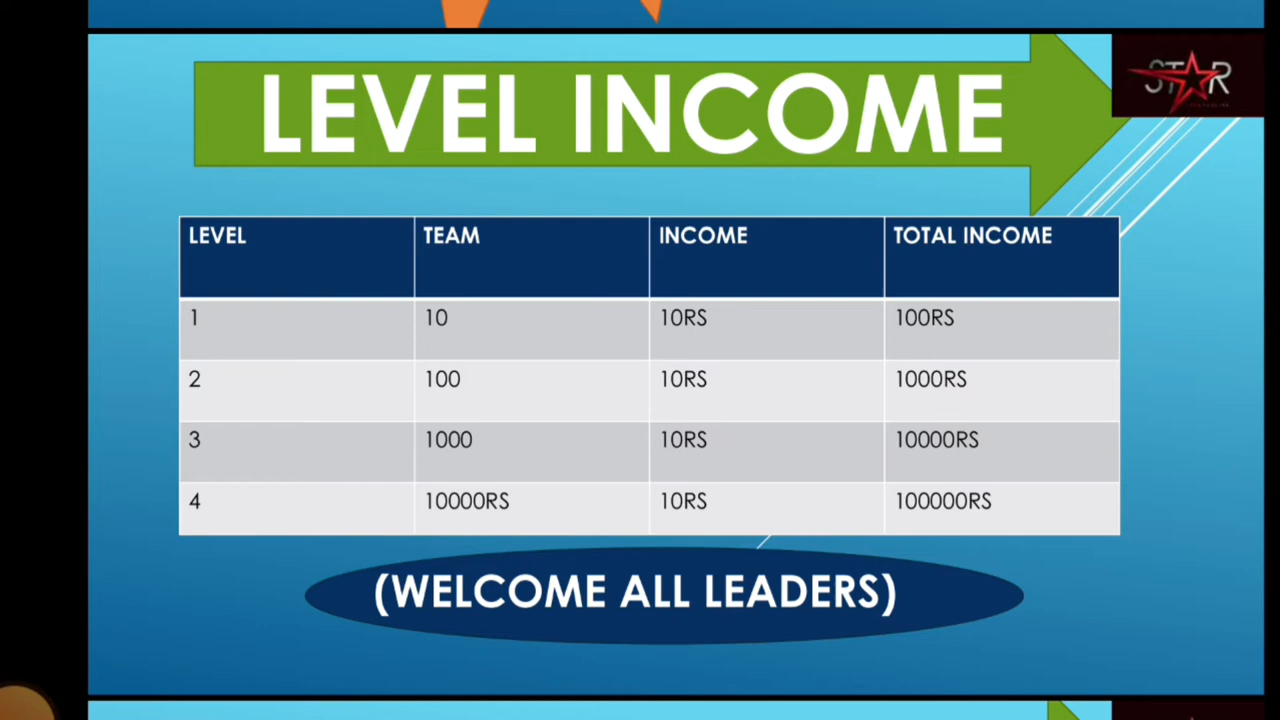 LEVEL INCOME
STAR
LEVEL TEAM INCOME TOTAL INCOME
1 10 10RS 100RS
2 100 10RS 1000RS
3 1000 10RS 10000RS
4 10000RS 10RS 100000RS
(WELCOME ALL LEADERS)